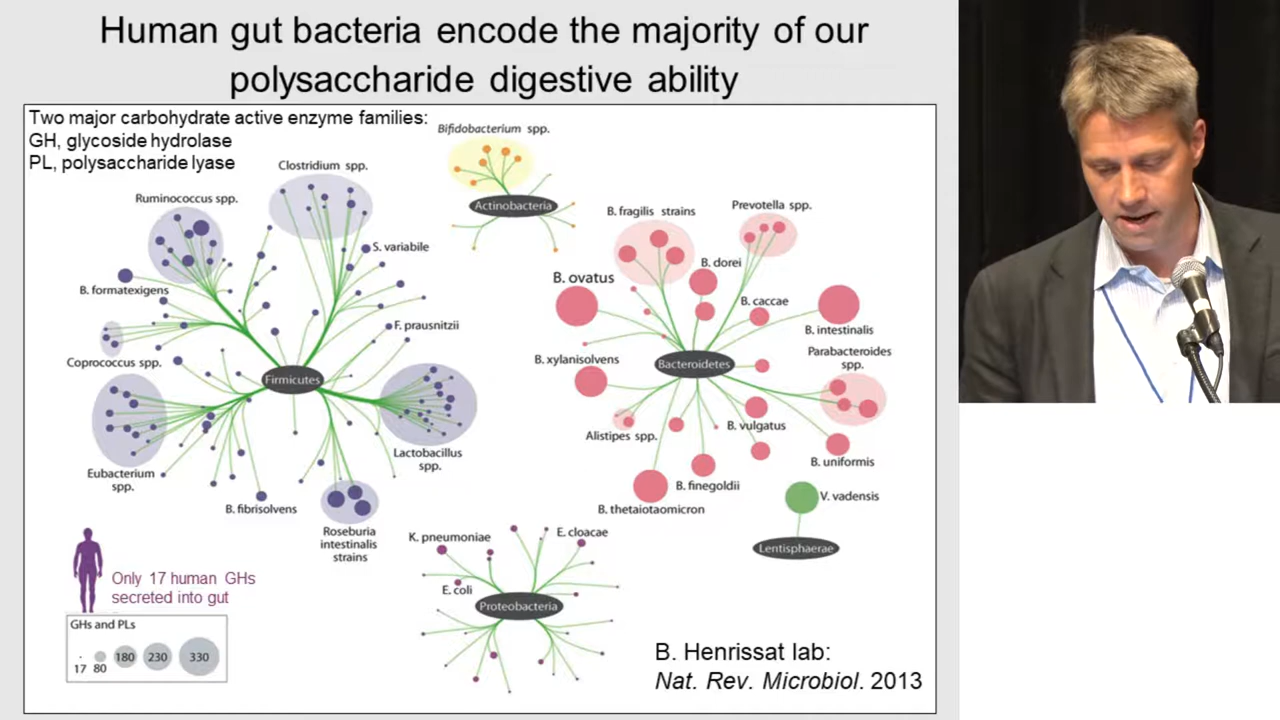 Human gut bacteria encode the majority of our
polysaccharide digestive ability
Two major carbohydrate active enzyme families:
GH, glycoside hydrolase
PL, polysaccharide lyase
Bifidobacterium spp.
Actinobacteria
Clostridium spp.
Ruminococcus spp.
S. variabile
B. formatexigens
F. prausnitzii
Coprococcus spp.
Firmicutes
Eubacterium
spp.
Lactobacillus
spp.
B. fibrisolvens
Roseburia
intestinalis
strains
B. fragilis strains
Prevotella spp.
B. dorei
B. ovatus
B. caccae
B. intestinalis
B. xylanisolvens
Bacteroidetes
Parabacteroides
spp.
Alistipes spp.
B. vulgatus
B. uniformis
B. finegoldii
B. thetaiotaomicron
V. vadensis
Lentisphaerae
K. pneumoniae
E. cloacae
E. coli
Proteobacteria
Only 17 human GHs
secreted into gut
GHs and PLs
17 80 180 230 330
B. Henrissat lab:
Nat. Rev. Microbiol. 2013